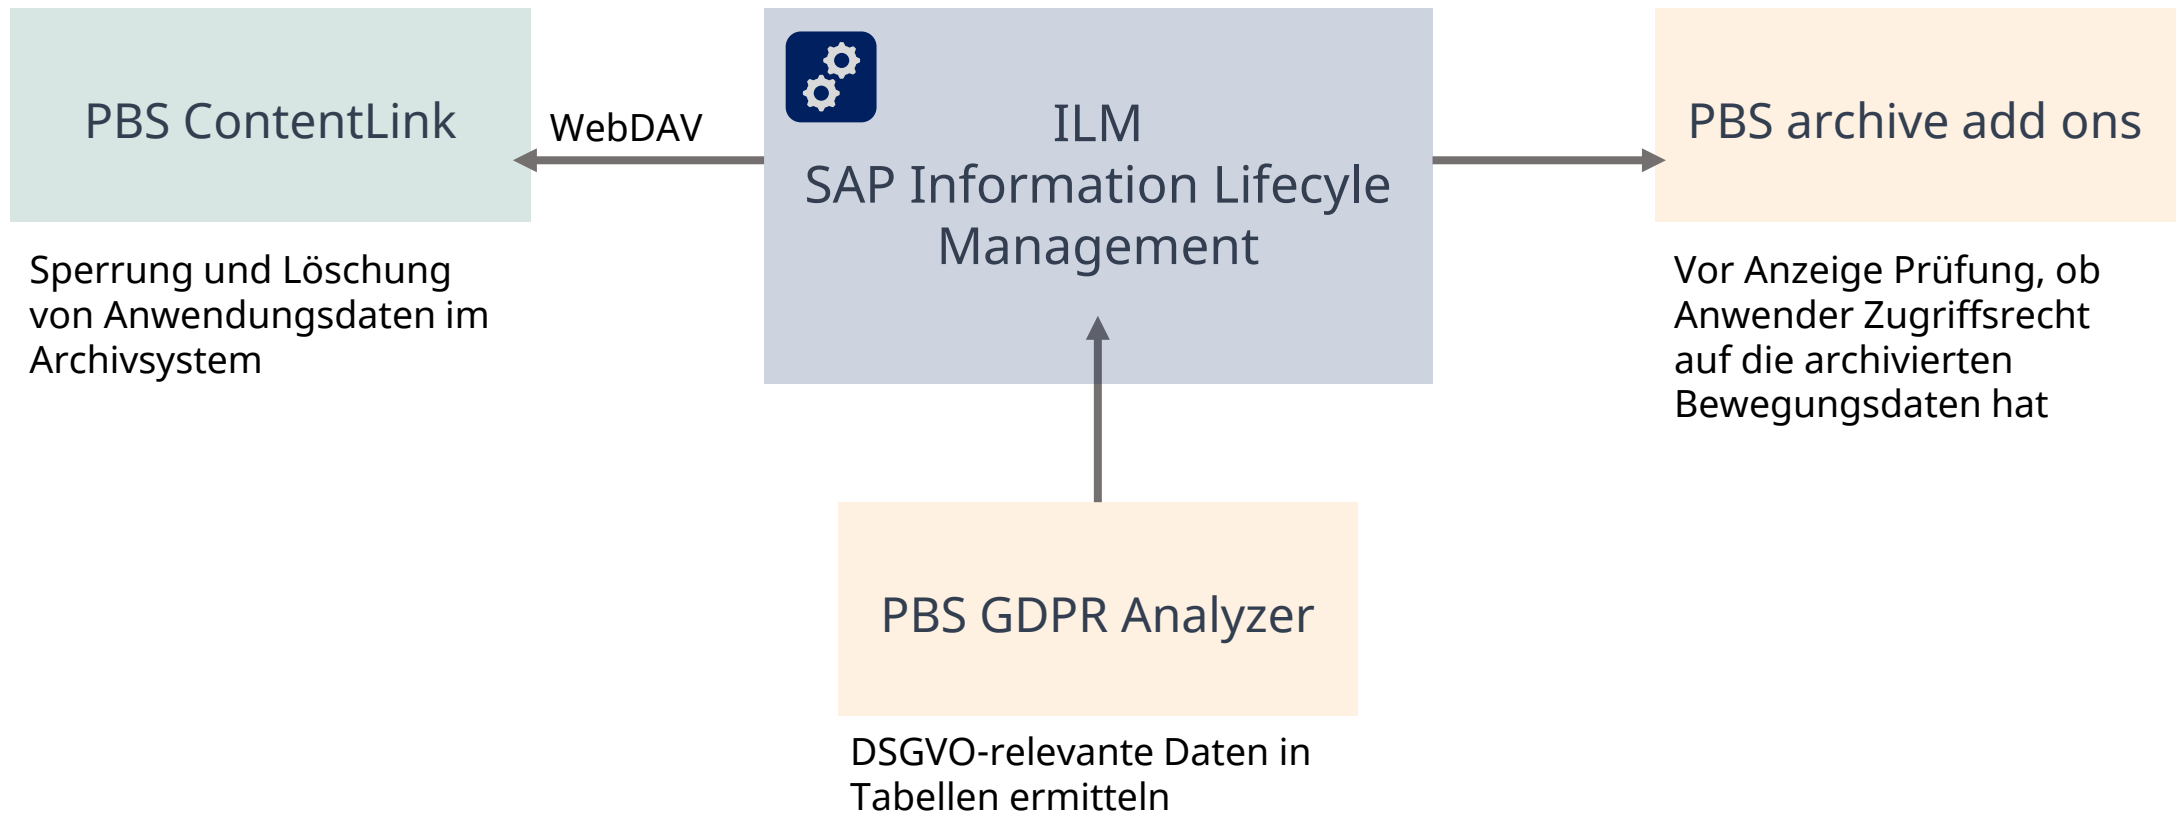 PBS ContentLink
WebDAV
ILM
SAP Information Lifecyle
Management
PBS archive add ons
Sperrung und Löschung
von Anwendungsdaten im
Archivsystem
Vor Anzeige Prüfung, ob
Anwender Zugriffsrecht
auf die archivierten
Bewegungsdaten hat
PBS GDPR Analyzer
DSGVO-relevante Daten in
Tabellen ermitteln